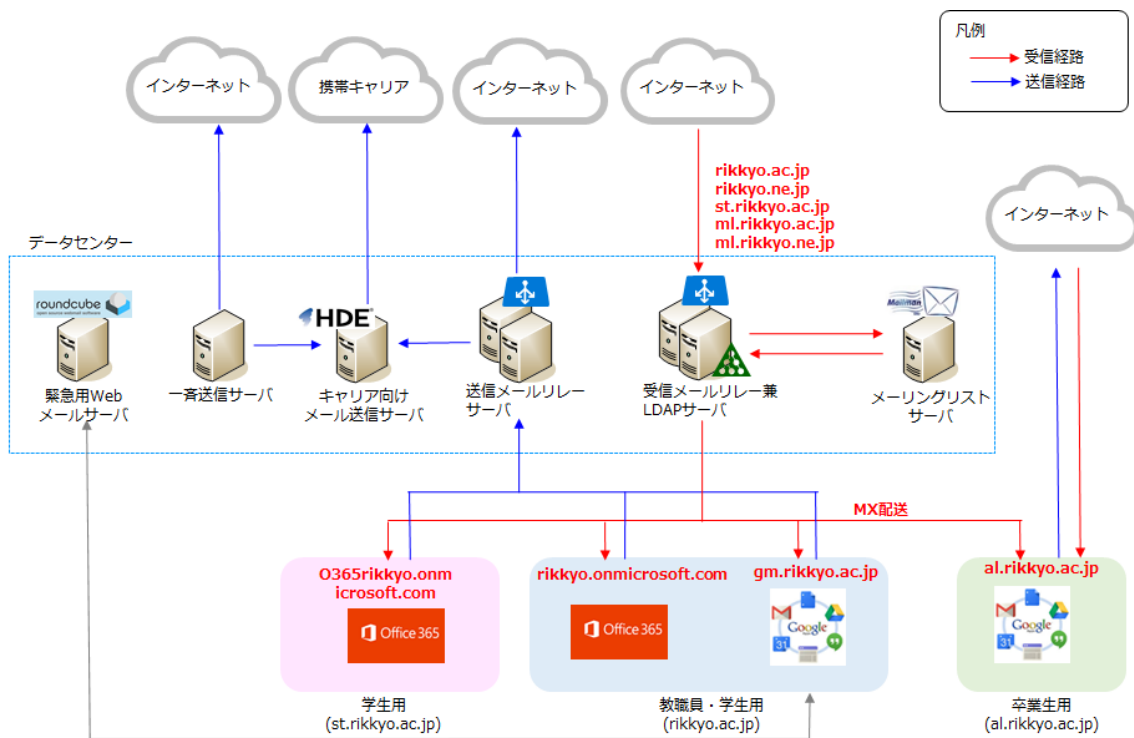 凡例
受信経路
送信経路
インターネット
携帯キャリア
インターネット
インターネット
rikkyo.ac.jp
rikkyo.ne.jp
st.rikkyo.ac.jp
ml.rikkyo.ac.jp
ml.rikkyo.ne.jp
インターネット
データセンター
roundcube
open source webmail software
HDE
Mailman
緊急用Web
メールサーバ
一斉送信サーバ
キャリア向け
メール送信サーバ
送信メールリレー
サーバ
受信メールリレー兼
LDAPサーバ
メーリングリスト
サーバ
MX配送
O365rikkyo.onm
icrosoft.com
Office 365
rikkyo.onmicrosoft.com
Office 365
gm.rikkyo.ac.jp
Google
31
al.rikkyo.ac.jp
Google
31
学生用
(st.rikkyo.ac.jp)
教職員・学生用
(rikkyo.ac.jp)
卒業生用
(al.rikkyo.ac.jp)